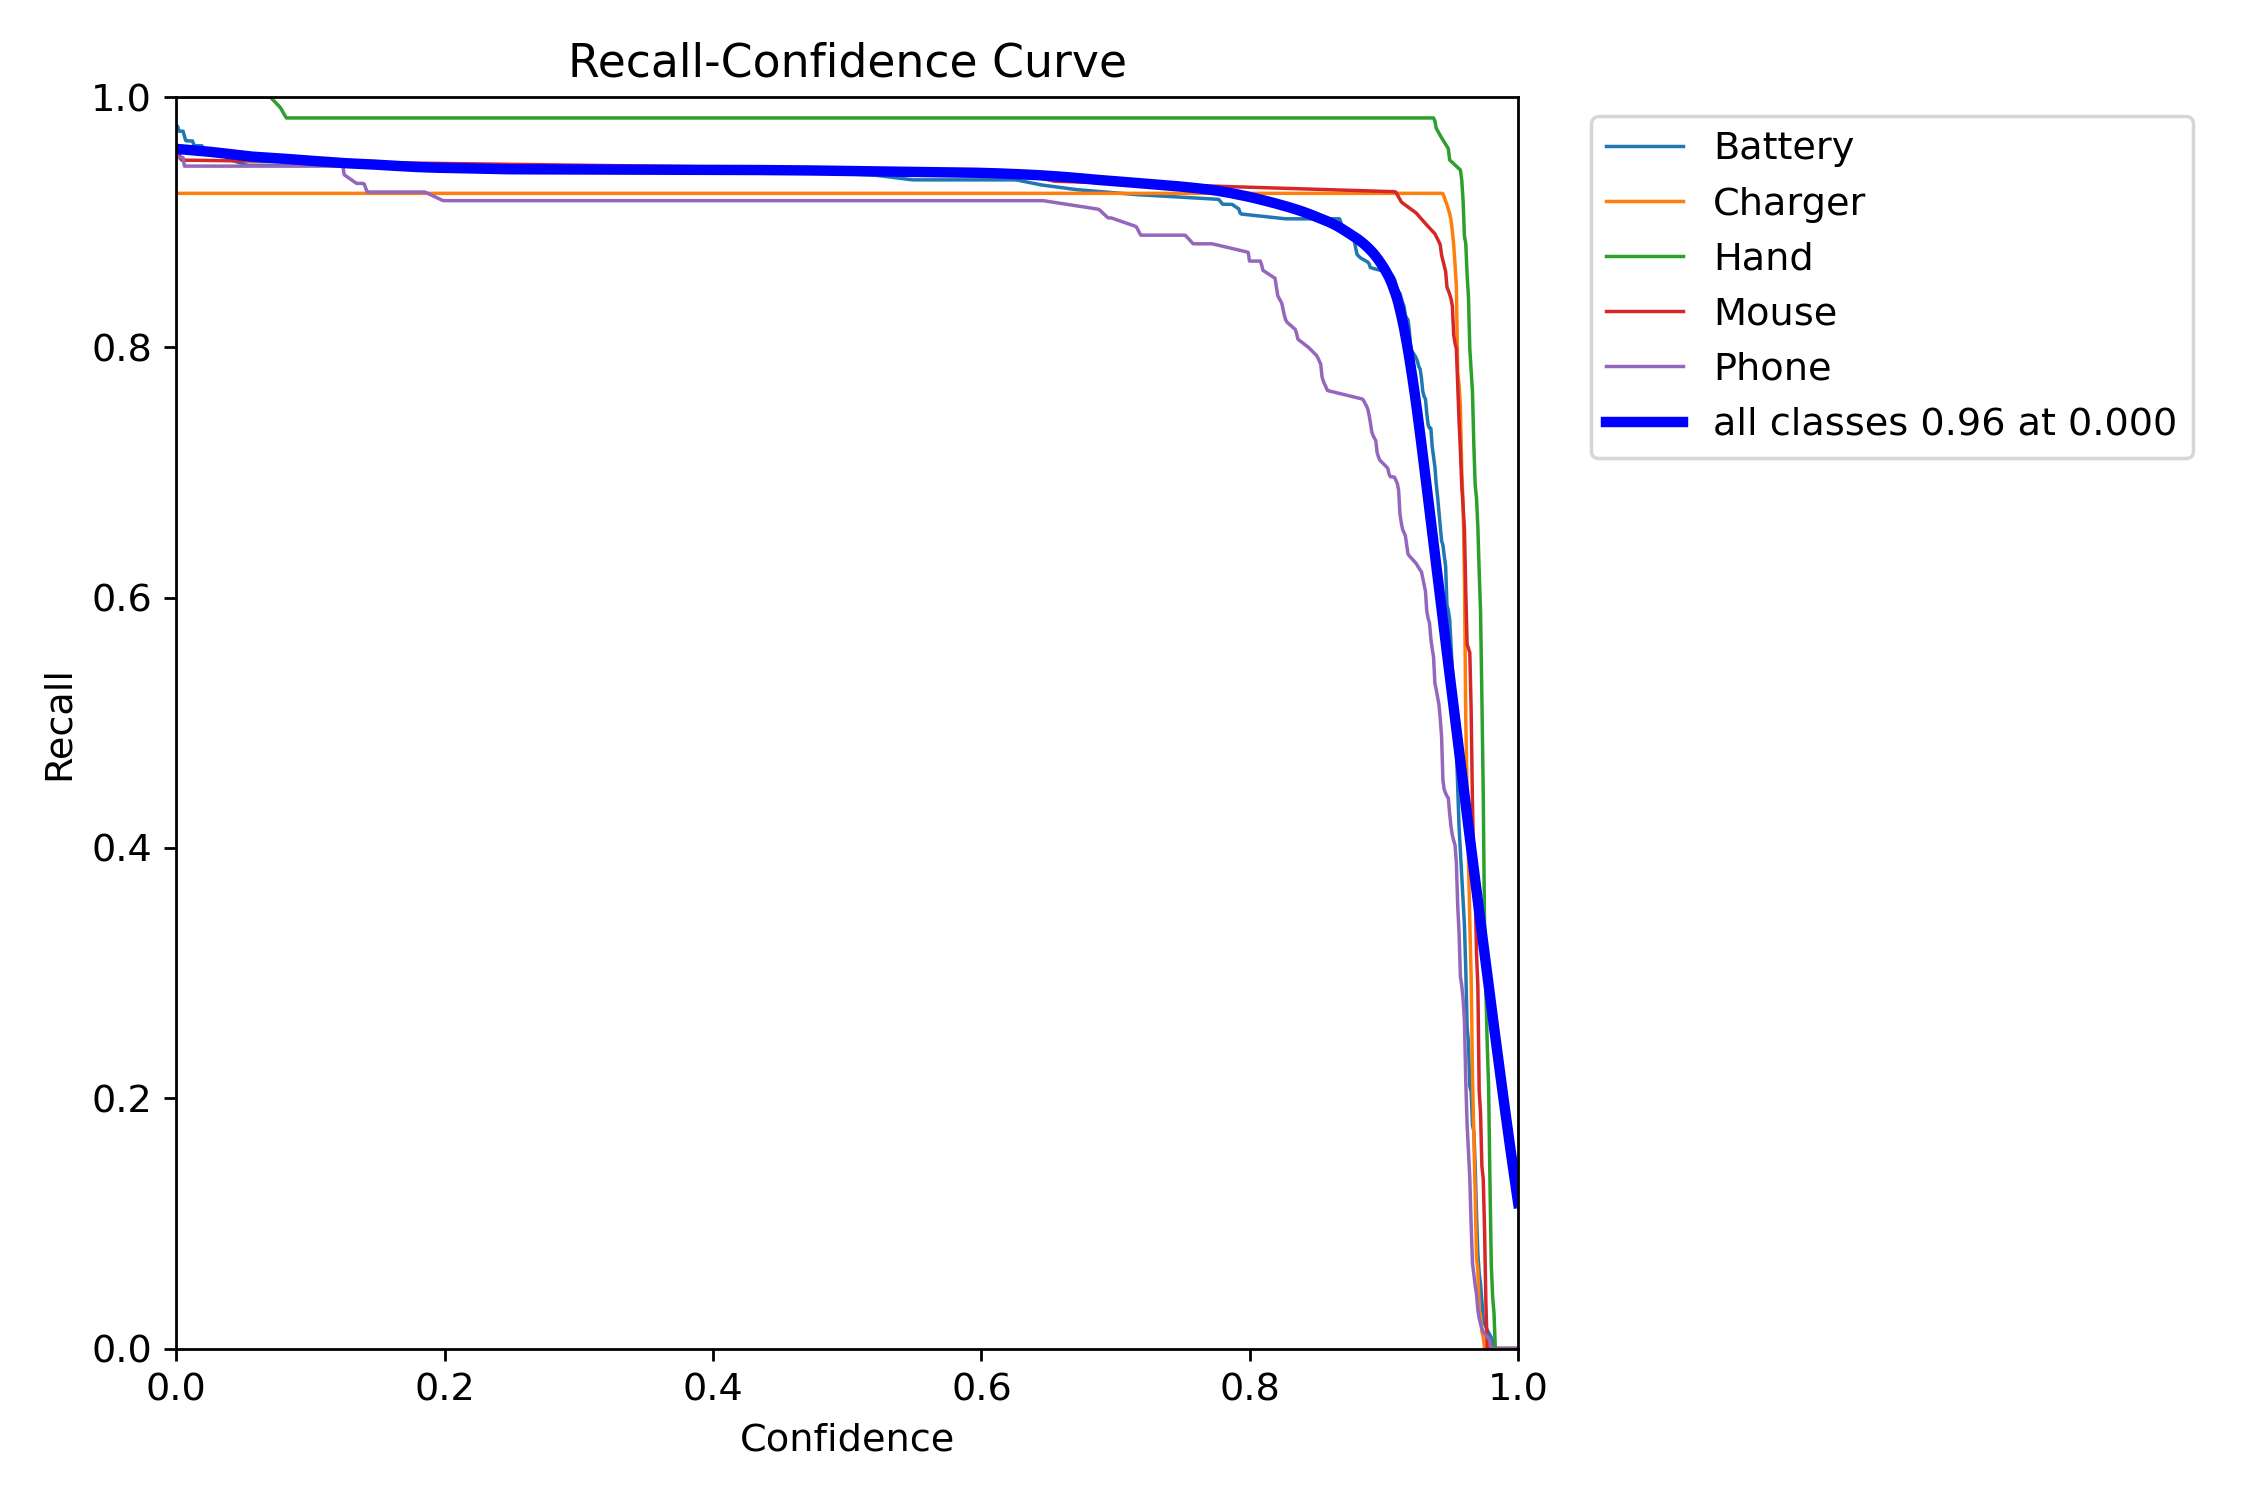 Recall-Confidence Curve
1.0
0.8
0.6
0.4
0.2
0.0
Recall
0.0 0.2 0.4 0.6 0.8 1.0
Confidence
Battery
Charger
Hand
Mouse
Phone
all classes 0.96 at 0.000